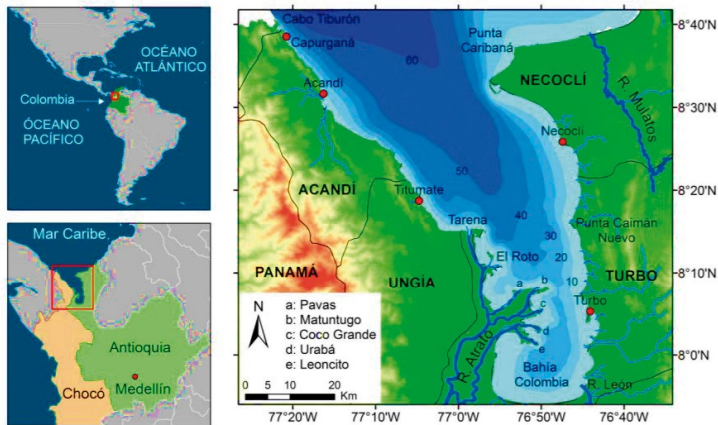 OCÉANO
ATLÁNTICO
Colombia
ÓCEANO
PACÍFICO
Mar Caribe
Antioquia
Chocó
Medellín
Cabo Tiburón
Capurganá
Punta
Caribaná
60
NECOCLÍ
R. Mulatos
Acandí
Necoclí
50
ACANDÍ
Titumate
40
Tarena
30
Punta Caimán
Nuevo
El Roto
20
PANAMÁ
UNGÍA
TURBO
10
a
b
c
d
e
Turbo
R. Atrato
Bahía
Colombia
R. León
N
a: Pavas
b: Matuntugo
c: Coco Grande
d: Urabá
e: Leoncito
0 5 10 20
Km
8°40'N
8°30'N
8°20'N
8°10'N
8°0'N
77°20'W 77°10'W 77°0'W 76°50'W 76°40'W